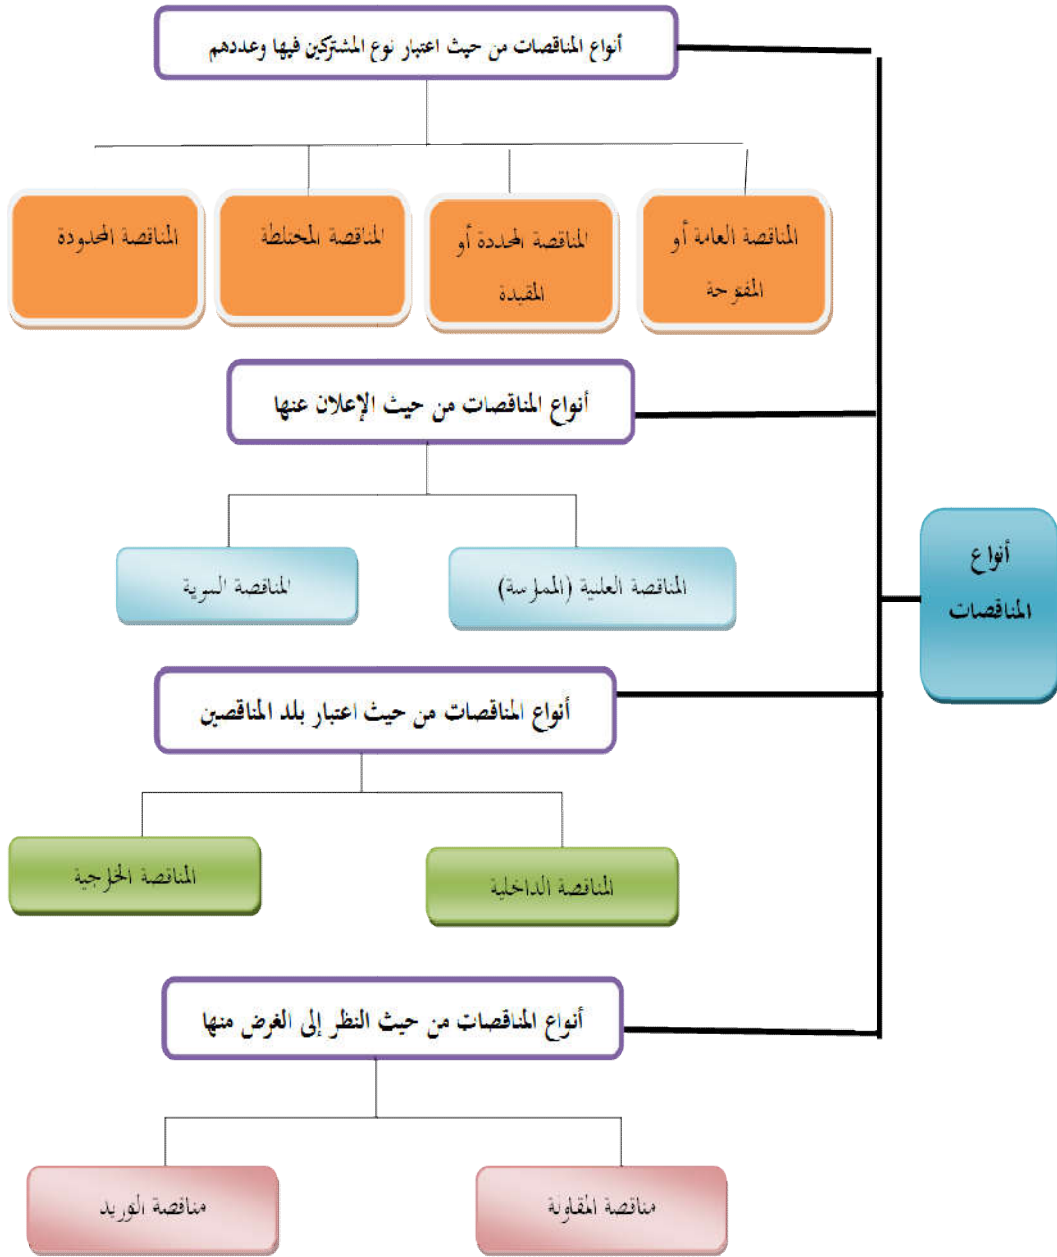 أنواع المناقصات من حيث اعتبار نوع المشتركين فيها وعددهم
المناقصة العامة أو
المفتوحة
المناقصة المحددة أو
المقيدة
المناقصة المختلطة
المناقصة المحدودة
أنواع المناقصات من حيث الإعلان عنها
المناقصة العلنية (الممارسة)
المناقصة السرية
أنواع
المناقصات
أنواع المناقصات من حيث اعتبار بلد المناقصين
المناقصة الداخلية
المناقصة الخارجية
أنواع المناقصات من حيث النظر إلى الغرض منها
مناقصة المقاولة
مناقصة التوريد